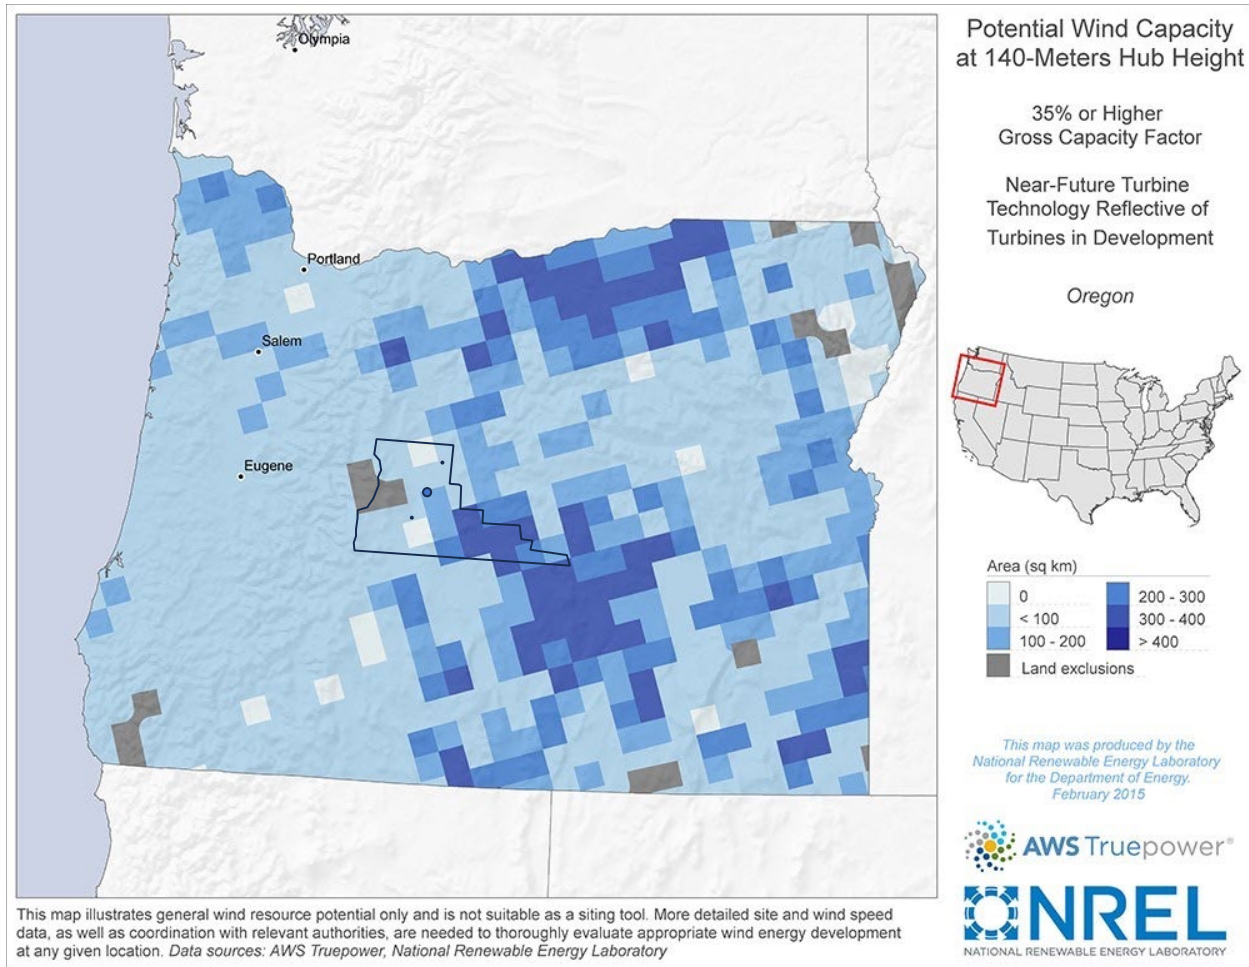 Olympia
Portland
Salem
Eugene
Potential Wind Capacity
at 140-Meters Hub Height
35% or Higher
Gross Capacity Factor
Near-Future Turbine
Technology Reflective of
Turbines in Development
Oregon
Area (sq km)
0
< 100
100 - 200
200 - 300
300 - 400
> 400
Land exclusions
This map was produced by the
National Renewable Energy Laboratory
for the Department of Energy.
February 2015
AWS Truepower®
NREL
NATIONAL RENEWABLE ENERGY LABORATORY
This map illustrates general wind resource potential only and is not suitable as a siting tool. More detailed site and wind speed
data, as well as coordination with relevant authorities, are needed to thoroughly evaluate appropriate wind energy development
at any given location. Data sources: AWS Truepower, National Renewable Energy Laboratory